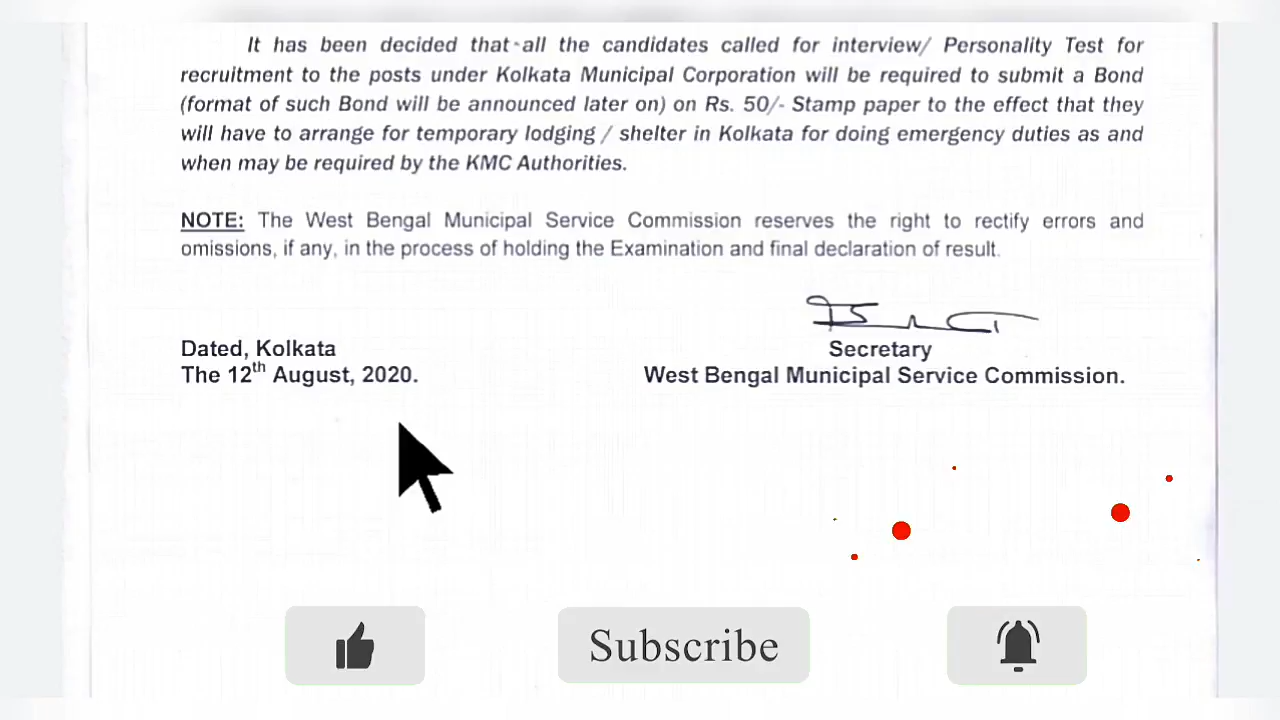 It has been decided that all the candidates called for interview/ Personality Test for
recruitment to the posts under Kolkata Municipal Corporation will be required to submit a Bond
(format of such Bond will be announced later on) on Rs. 50/- Stamp paper to the effect that they
will have to arrange for temporary lodging / shelter in Kolkata for doing emergency duties as and
when may be required by the KMC Authorities.
NOTE: The West Bengal Municipal Service Commission reserves the right to rectify errors and
omissions, if any, in the process of holding the Examination and final declaration of result.
Dated, Kolkata
The 12th August, 2020.
Secretary
West Bengal Municipal Service Commission.
Subscribe